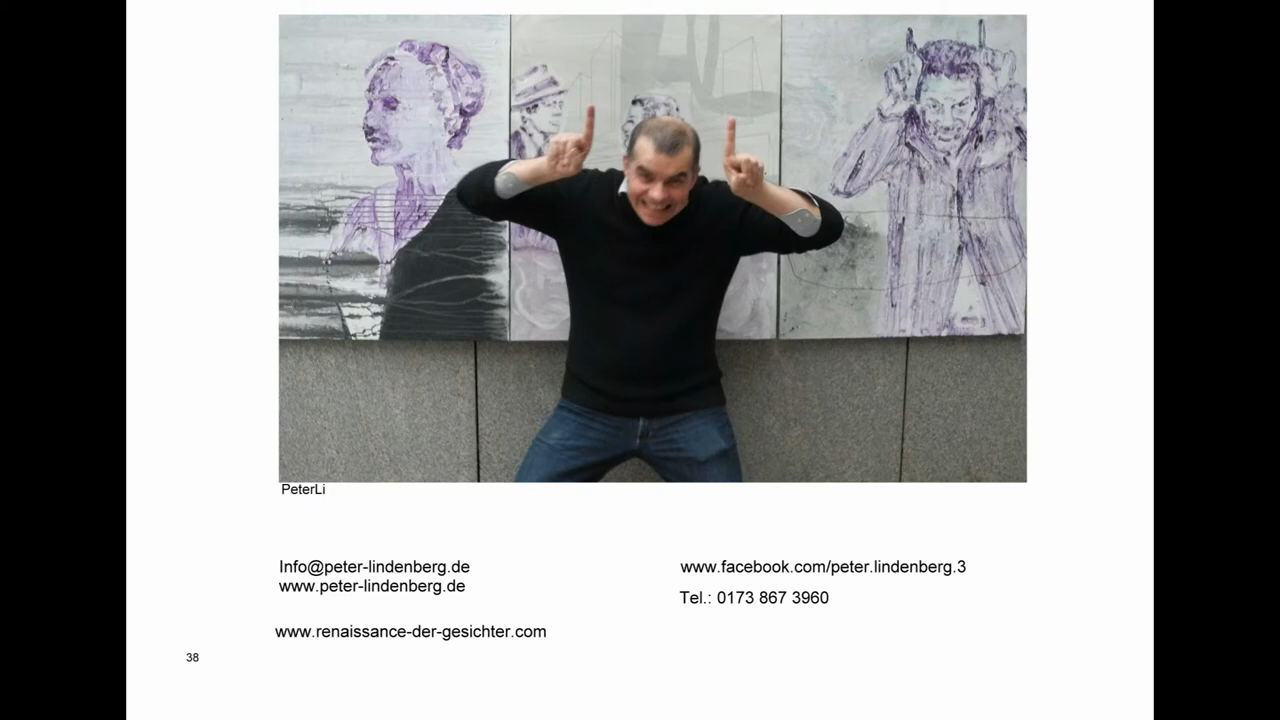 PeterLi
Info@peter-lindenberg.de
www.peter-lindenberg.de
www.facebook.com/peter.lindenberg.3
Tel.: 0173 867 3960
www.renaissance-der-gesichter.com
38